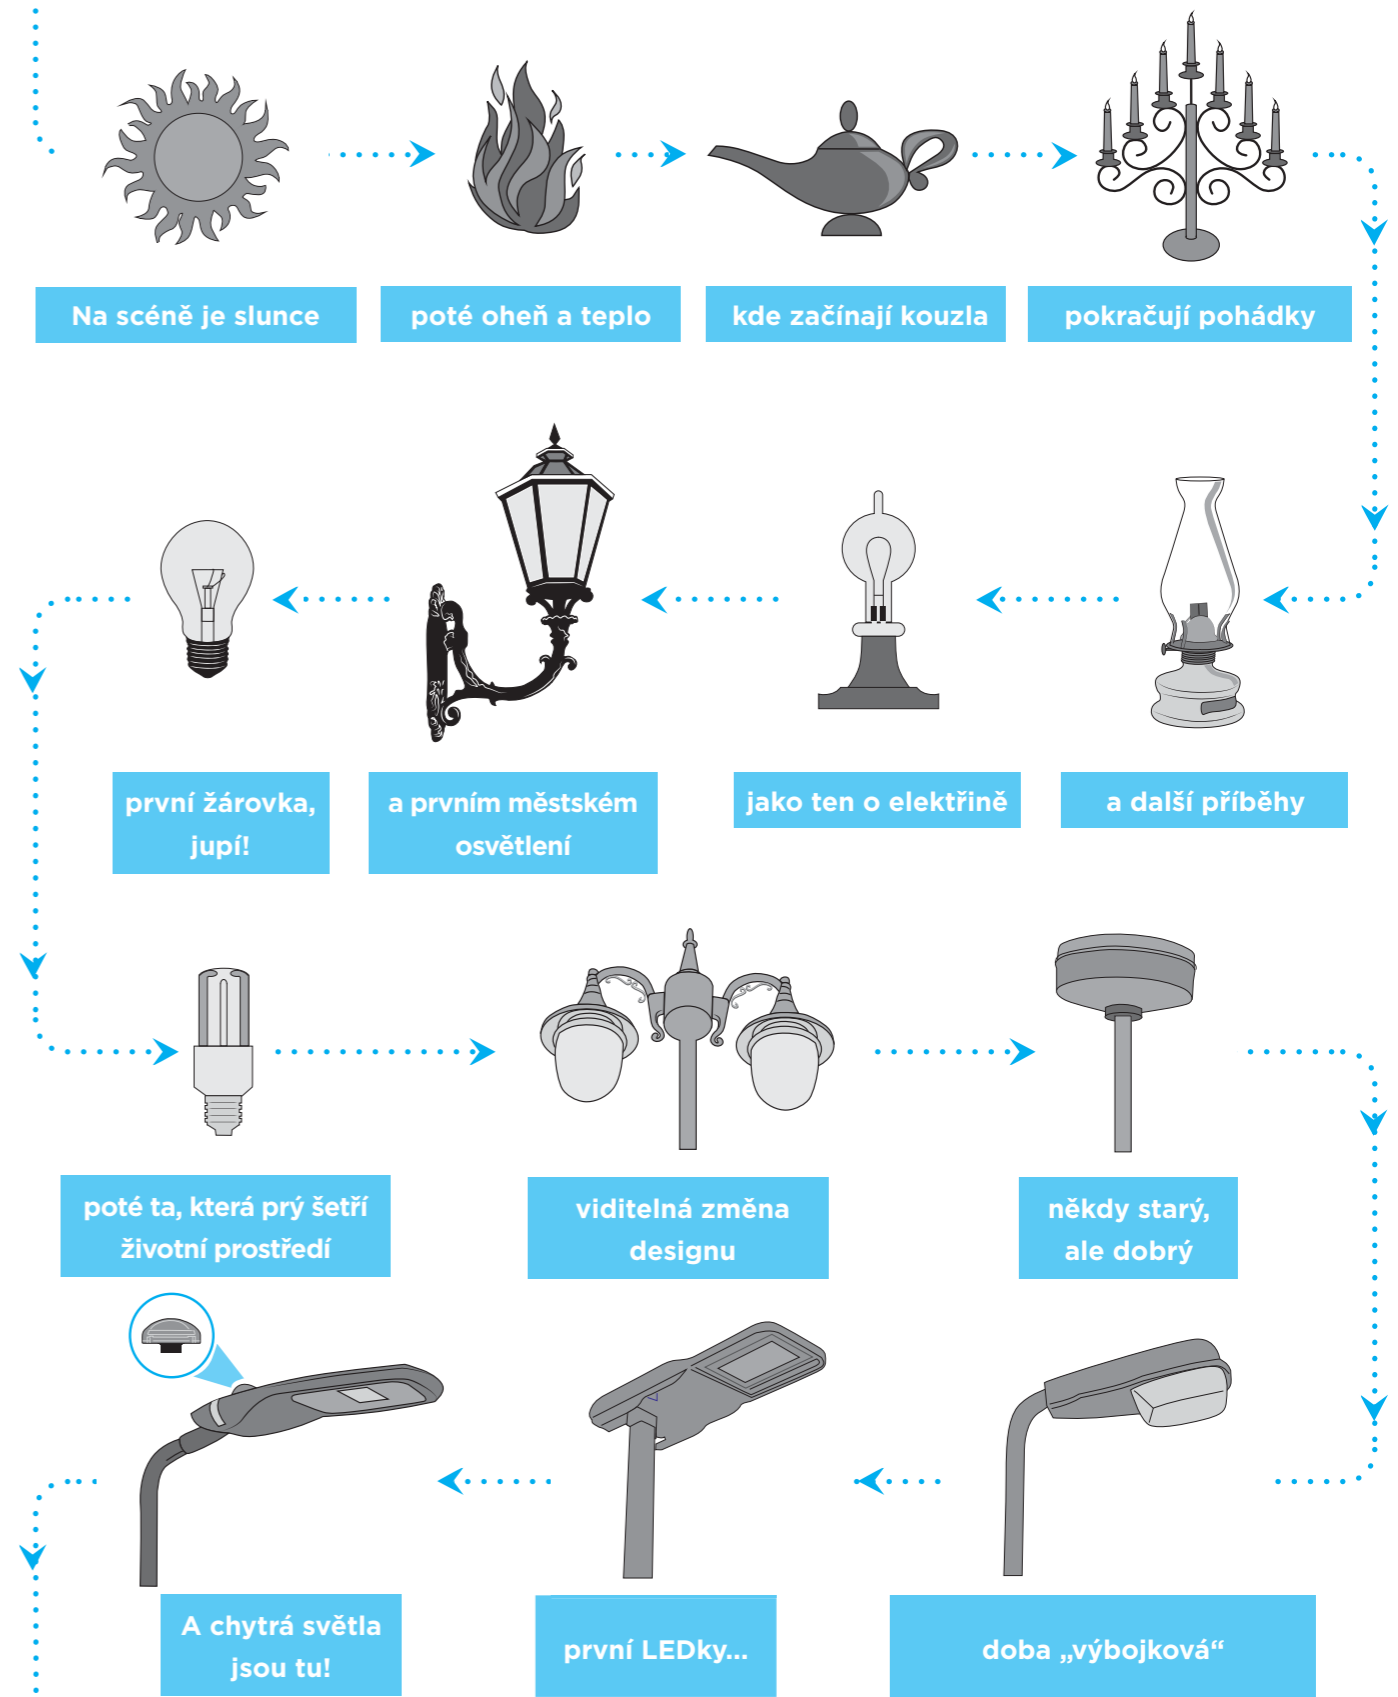 Na scéně je slunce
poté oheň a teplo
kde začínají kouzla
pokračují pohádky
a další příběhy
jako ten o elektřině
a prvním městském
osvětlení
první žárovka,
jupí!
poté ta, která prý šetří
životní prostředí
viditelná změna
designu
někdy starý,
ale dobrý
doba „výbojková“
první LEDky...
A chytrá světla
jsou tu!